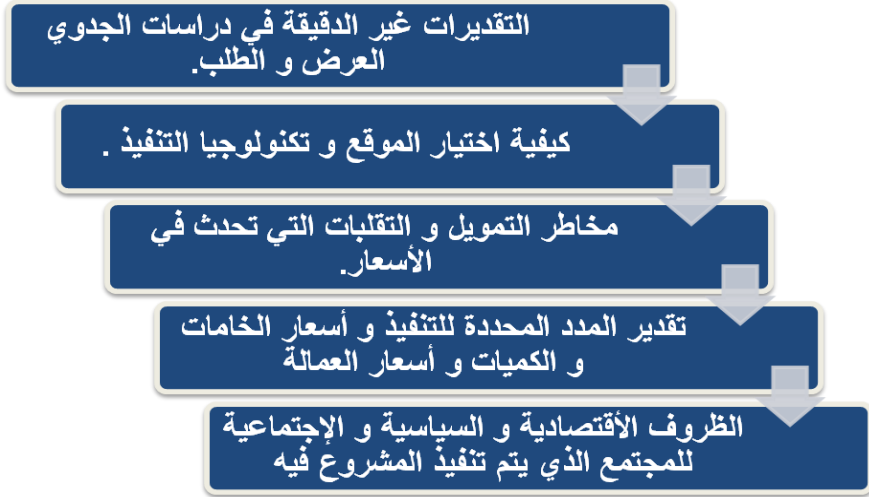 التقديرات غير الدقيقة في دراسات الجدوي
العرض و الطلب.
كيفية اختيار الموقع و تكنولوجيا التنفيذ .
مخاطر التمويل و التقلبات التي تحدث في
الأسعار.
تقدير المدد المحددة للتنفيذ و أسعار الخامات
و الكميات و أسعار العمالة
الظروف الأقتصادية و السياسية و الإجتماعية
للمجتمع الذي يتم تنفيذ المشروع فيه